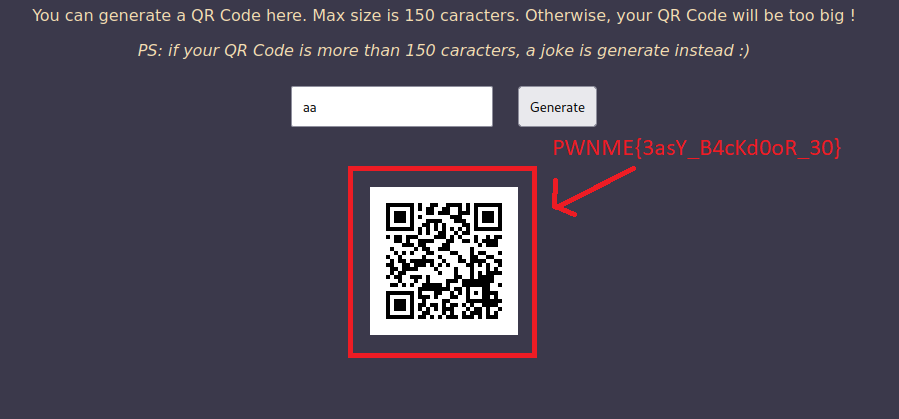 You can generate a QR Code here. Max size is 150 caracters. Otherwise, your QR Code will be too big !
PS: if your QR Code is more than 150 caracters, a joke is generate instead :)
aa
Generate
PWNME{3asY_B4cKd0oR_30}